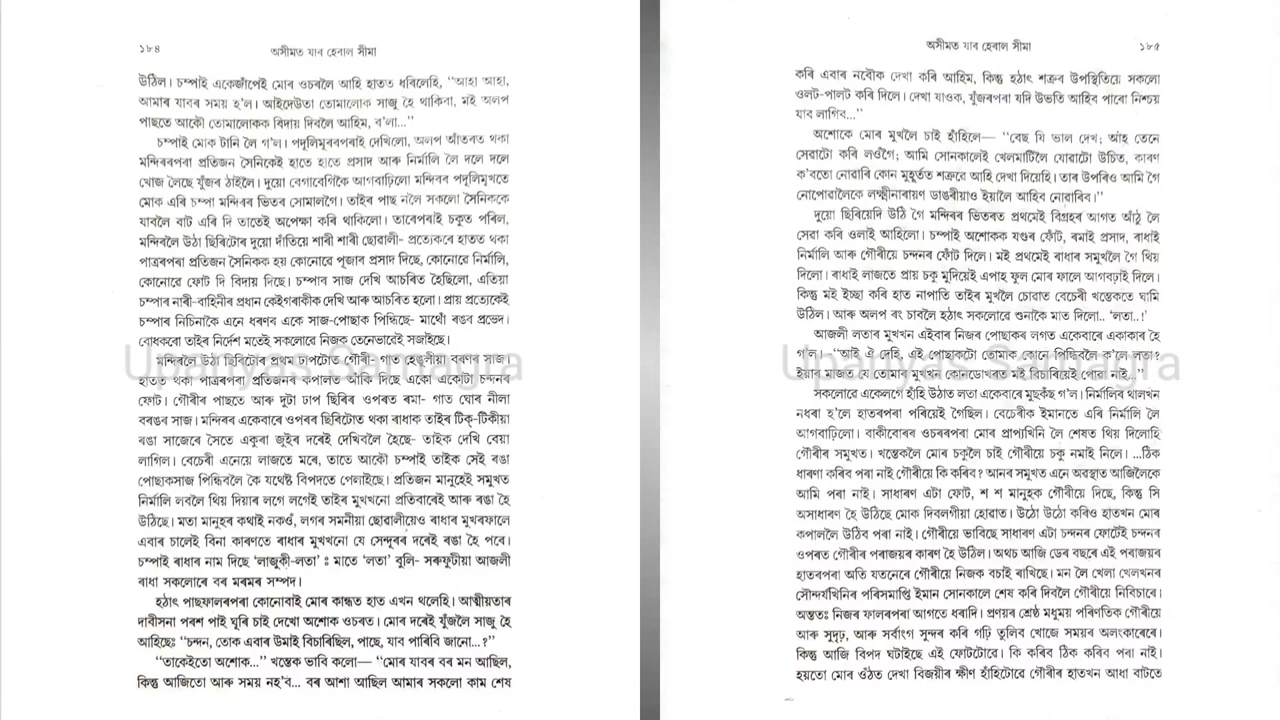 ১৮৪
অসীমত যাৰ হেৰাল সীমা
উঠিল। চম্পাই একেজাঁপেই মোৰ ওচৰলৈ আহি হাতত ধৰিলেহি, “আহা আহা,
আমাৰ যাবৰ সময় হ’ল। আইদেউতা তোমালোক সাজু হৈ থাকিবা, মই অলপ
পাছতে আকৌ তোমালোকক বিদায় দিবলৈ আহিম, ব’লা...”
চম্পাই মোক টানি লৈ গ’ল। পদূলিমূৰৰপৰাই দেখিলো, অলপ আঁতৰত থকা
মন্দিৰৰপৰা প্ৰতিজন সৈনিকেই হাতে হাতে প্ৰসাদ আৰু নিৰ্মালি লৈ দলে দলে
খোজ লৈছে যুঁজৰ ঠাইলৈ। দুয়ো বেগাবেগিকৈ আগবাঢ়িলো মন্দিৰৰ পদূলিমুখতে
মোক এৰি চম্পা মন্দিৰৰ ভিতৰ সোমালগৈ। তাইৰ পাছ নলৈ সকলো সৈনিককে
যাবলৈ বাট এৰি দি তাতেই অপেক্ষা কৰি থাকিলো। তাৰেপৰাই চকুত পৰিল,
মন্দিৰলৈ উঠা ছিৰিটোৰ দুয়ো দাঁতিয়ে শাৰী শাৰী ছোৱালী- প্ৰত্যেকৰে হাতত থকা
পাত্ৰৰপৰা প্ৰতিজন সৈনিকক হয় কোনোৱে পূজাৰ প্ৰসাদ দিছে, কোনোৱে নিৰ্মালি,
কোনোৱে ফোট দি বিদায় দিছে। চম্পাৰ সাজ দেখি আচৰিত হৈছিলো, এতিয়া
চম্পাৰ নাৰী-বাহিনীৰ প্ৰধান কেইগৰাকীক দেখি আৰু আচৰিত হলো। প্ৰায় প্ৰত্যেকেই
চম্পাৰ নিচিনাকৈ এনে ধৰণৰ একে সাজ-পোছাক পিন্ধিছে- মাথোঁ ৰঙৰ প্ৰভেদ।
বোধকৰো তাইৰ নিৰ্দেশ মতেই সকলোৱে নিজক তেনেভাৱেই সজাইছে।
মন্দিৰলৈ উঠা ছিৰিটোৰ প্ৰথম ঢাপটোত গৌৰী- গাত হেঙুলীয়া বৰণৰ সাজ।
হাতত থকা পাত্ৰৰপৰা প্ৰতিজনৰ কপালত আঁকি দিছে একো একোটা চন্দনৰ
ফোট। গৌৰীৰ পাছতে আৰু দুটা ঢাপ ছিৰিৰ ওপৰত ৰমা- গাত ঘোৰ নীলা
বৰঙৰ সাজ। মন্দিৰৰ একেবাৰে ওপৰৰ ছিৰিটোত থকা ৰাধাক তাইৰ টিক্-টিকীয়া
ৰঙা সাজেৰে সৈতে একুৰা জুইৰ দৰেই দেখিবলৈ হৈছে- তাইক দেখি বেয়া
লাগিল। বেচেৰী এনেয়ে লাজতে মৰে, তাতে আকৌ চম্পাই তাইক সেই ৰঙা
পোছাকসাজ পিন্ধিবলৈ কৈ যথেষ্ট বিপদতে পেলাইছে। প্ৰতিজন মানুহেই সমুখত
নিৰ্মালি লবলৈ থিয় দিয়াৰ লগে লগেই তাইৰ মুখখনো প্ৰতিবাৰেই আৰু ৰঙা হৈ
উঠিছে। মতা মানুহৰ কথাই নকওঁ, লগৰ সমনীয়া ছোৱালীয়েও ৰাধাৰ মুখৰফালে
এবাৰ চালেই বিনা কাৰণতে ৰাধাৰ মুখখনো যে সেন্দূৰৰ দৰেই ৰঙা হৈ পৰে।
চম্পাই ৰাধাৰ নাম দিছে ‘লাজুকী-লতা’ ঃ মাতে ‘লতা’ বুলি- সৰুফুটীয়া আজলী
ৰাধা সকলোৰে বৰ মৰমৰ সম্পদ।
হঠাৎ পাছফালৰপৰা কোনোবাই মোৰ কান্ধত হাত এখন থলেহি। আত্মীয়তাৰ
দাবীসনা পৰশ পাই ঘূৰি চাই দেখো অশোক ওচৰত। মোৰ দৰেই যুঁজলৈ সাজু হৈ
আহিছেঃ “চন্দন, তোক এবাৰ উমাই বিচাৰিছিল, পাছে, যাব পাৰিবি জানো...?”
“তাকেইতো অশোক...” খন্তেক ভাবি কলো— “মোৰ যাবৰ বৰ মন আছিল,
কিন্তু আজিতো আৰু সময় নহ’ব... বৰ আশা আছিল আমাৰ সকলো কাম শেষ
অসীমত যাৰ হেৰাল সীমা
১৮৫
কৰি এবাৰ নবৌক দেখা কৰি আহিম, কিন্তু হঠাৎ শত্ৰুৰ উপস্থিতিয়ে সকলো
ওলট-পালট কৰি দিলে। দেখা যাওক, যুঁজৰপৰা যদি উভতি আহিব পাৰো নিশ্চয়
যাব লাগিব...”
অশোকে মোৰ মুখলৈ চাই হাঁহিলে— “বেছ যি ভাল দেখ; আঁহ তেনে
সেৱাটো কৰি লওঁগৈ; আমি সোনকালেই খেলমাটিলৈ যোৱাটো উচিত, কাৰণ
ক’বতো নোৱাৰি কোন মুহূৰ্তত শত্ৰুৱে আহি দেখা দিয়েহি। তাৰ উপৰিও আমি গৈ
নোপোৱালৈকে লক্ষ্মীনাৰায়ণ ডাঙৰীয়াও ইয়ালৈ আহিব নোৱাৰিব।”
দুয়ো ছিৰিয়েদি উঠি গৈ মন্দিৰৰ ভিতৰত প্ৰথমেই বিগ্ৰহৰ আগত আঁঠু লৈ
সেৱা কৰি ওলাই আহিলো। চম্পাই অশোকক যগুৰ ফোঁট, ৰমাই প্ৰসাদ, ৰাধাই
নিৰ্মালি আৰু গৌৰীয়ে চন্দনৰ ফোঁট দিলে। মই প্ৰথমেই ৰাধাৰ সমুখলৈ গৈ থিয়
দিলো। ৰাধাই লাজতে প্ৰায় চকু মুদিয়েই এপাহ ফুল মোৰ ফালে আগবঢ়াই দিলে।
কিন্তু মই ইচ্ছা কৰি হাত নাপাতি তাইৰ মুখলৈ চোৱাত বেচেৰী খন্তেকতে ঘামি
উঠিল। আৰু অলপ ৰং চাবলৈ হঠাৎ সকলোৱে শুনাকৈ মাত দিলো.. ‘লতা..!’
আজলী লতাৰ মুখখন এইবাৰ নিজৰ পোছাকৰ লগত একেবাৰে একাকাৰ হৈ
গ’ল। -“আই ঐ দেহি, এই পোছাকটো তোমাক কোনে পিন্ধিবলৈ ক’লে লতা?
ইয়াৰ মাজত যে তোমাৰ মুখখন কোনডোখৰত মই বিচাৰিয়েই পোৱা নাই...”
সকলোৱে একেলগে হাঁহি উঠাত লতা একেবাৰে মূছকঁছ গ’ল। নিৰ্মালিৰ থালখন
নধৰা হ’লে হাতৰপৰা পৰিয়েই গৈছিল। বেচেৰীক ইমানতে এৰি নিৰ্মালি লৈ
আগবাঢ়িলো। বাকীবোৰৰ ওচৰৰপৰা মোৰ প্ৰাপ্যখিনি লৈ শেষত থিয় দিলোহি
গৌৰীৰ সমুখত। খন্তেকলৈ মোৰ চকুলৈ চাই গৌৰীয়ে চকু নমাই নিলে। ...ঠিক
ধাৰণা কৰিব পৰা নাই গৌৰীয়ে কি কৰিব? আনৰ সমুখত এনে অৱস্থাত আজিলৈকে
আমি পৰা নাই। সাধাৰণ এটা ফোট, শ শ মানুহক গৌৰীয়ে দিছে, কিন্তু সি
অসাধাৰণ হৈ উঠিছে মোক দিবলগীয়া হোৱাত। উঠো উঠো কৰিও হাতখন মোৰ
কপাললৈ উঠিব পৰা নাই। গৌৰীয়ে ভাবিছে সাধাৰণ এটা চন্দনৰ ফোটেই চন্দনৰ
ওপৰত গৌৰীৰ পৰাজয়ৰ কাৰণ হৈ উঠিল। অথচ আজি ডেৰ বছৰে এই পৰাজয়ৰ
হাতৰপৰা অতি যতনেৰে গৌৰীয়ে নিজক বচাই ৰাখিছে। মন লৈ খেলা খেলখনৰ
সৌন্দৰ্যখিনিৰ পৰিসমাপ্তি ইমান সোনকালে শেষ কৰি দিবলৈ গৌৰীয়ে নিবিচাৰে।
অন্ততঃ নিজৰ ফালৰপৰা আগতে ধৰাদি। প্ৰণয়ৰ শ্ৰেষ্ঠ মধুময় পৰিণতিক গৌৰীয়ে
আৰু সুদৃঢ়, আৰু সৰ্বাংগ সুন্দৰ কৰি গঢ়ি তুলিব খোজে সময়ৰ অলংকাৰেৰে।
কিন্তু আজি বিপদ ঘটাইছে এই ফোটটোৱে। কি কৰিব ঠিক কৰিব পৰা নাই।
হয়তো মোৰ ওঁঠত দেখা বিজয়ীৰ ক্ষীণ হাঁহিটোৱে গৌৰীৰ হাতখন আধা বাটতে
Upanyas Samagra
Upanyas Samagra